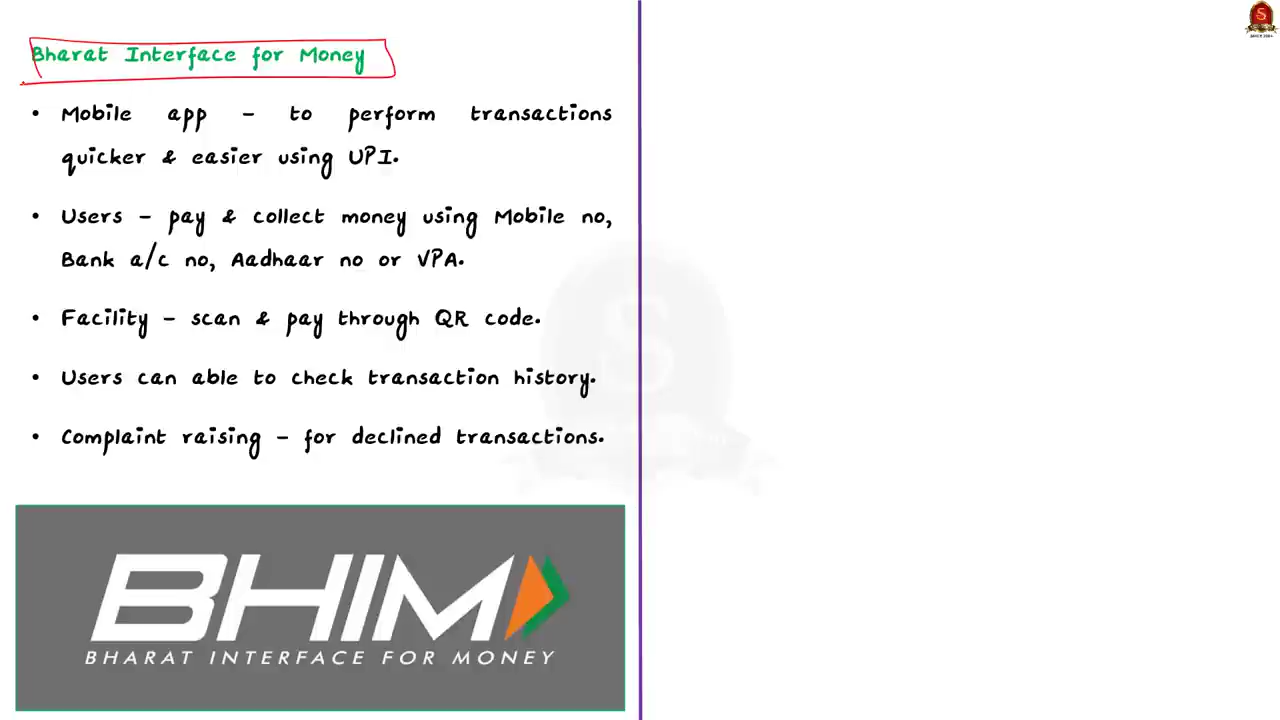 Bharat Interface for Money
• Mobile app – to perform transactions
quicker & easier using UPI.
• Users – pay & collect money using Mobile no,
Bank a/c no, Aadhaar no or VPA.
• Facility – scan & pay through QR code.
• Users can able to check transaction history.
• Complaint raising – for declined transactions.
BHIM
BHARAT INTERFACE FOR MONEY
S